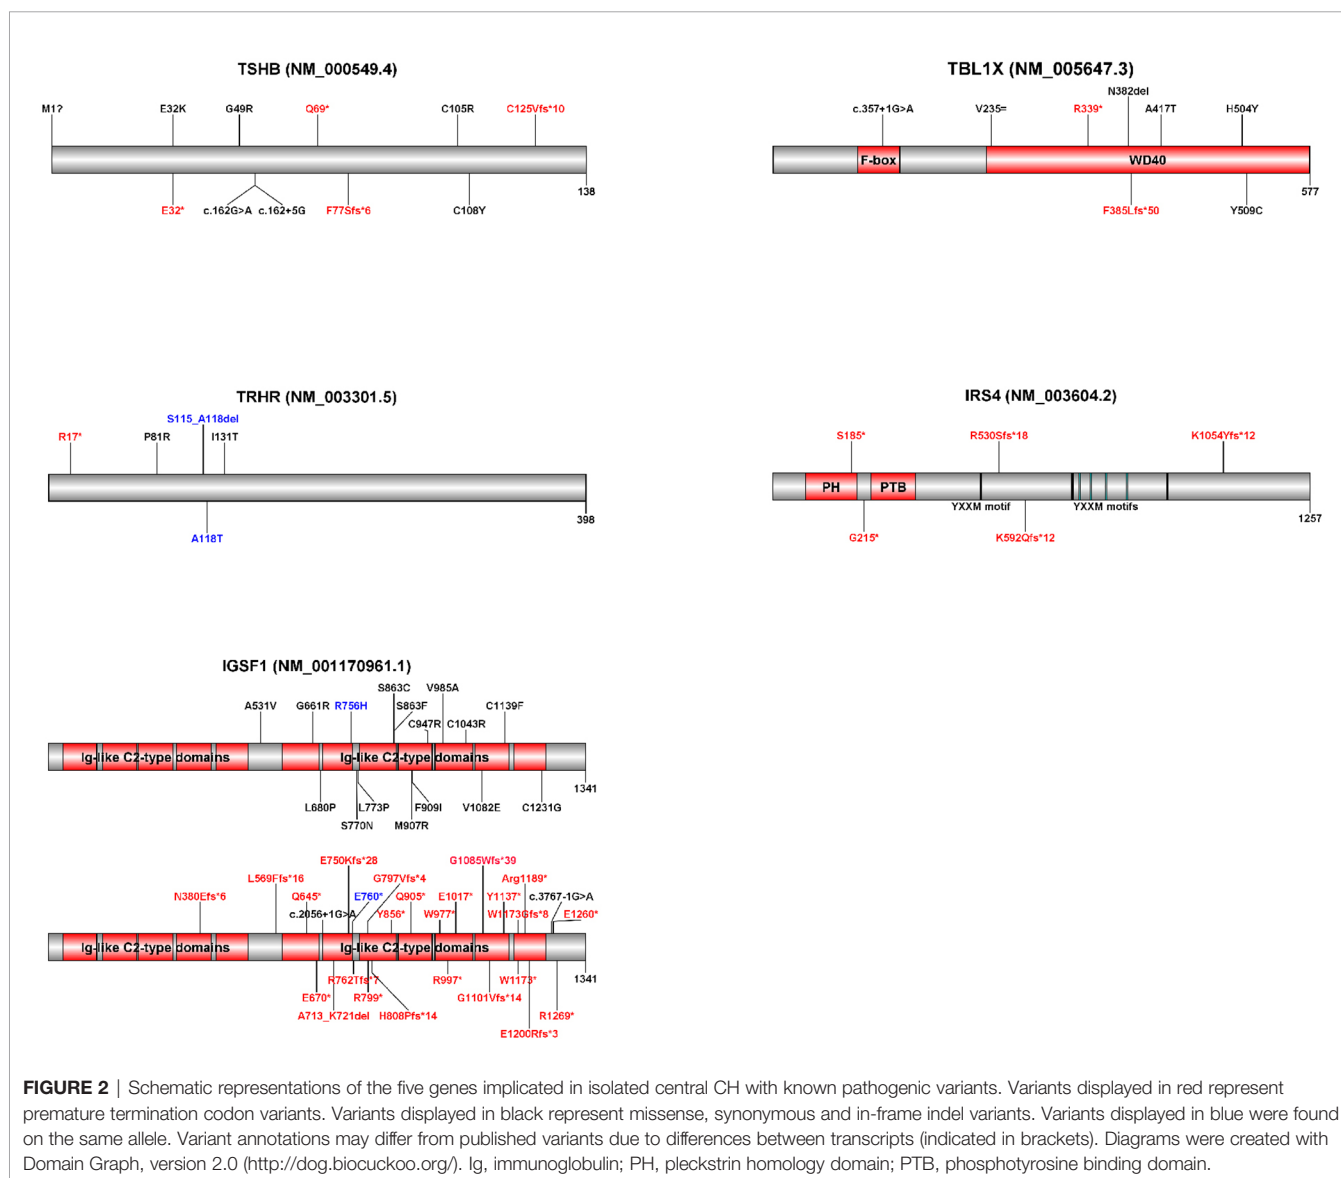 TSHB (NM_000549.4)
M1? E32K G49R Q69* C105R C125Vfs*10
138
E32* c.162G>A c.162+5G F77Sfs*6 C108Y
TBL1X (NM_005647.3)
N382del
c.357+1G>A V235= R339* A417T H504Y
F-box WD40
577
F385Lfs*50 Y509C
TRHR (NM_003301.5)
S115_A118del
R17* P81R I131T
398
A118T
IRS4 (NM_003604.2)
S185* R530Sfs*18 K1054Yfs*12
PH PTB
YXXM motif YXXM motifs
1257
G215* K592Qfs*12
IGSF1 (NM_001170961.1)
S863C V985A
A531V G661R R756H S863F C1139F
C947R C1043R
Ig-like C2-type domains Ig-like C2-type domains
1341
L680P L773P F909I V1082E C1231G
S770N M907R
E750Kfs*28 G1085Wfs*39
L569Ffs*16 G797Vfs*4 Arg1189*
N380Efs*6 Q645* E760* Q905* E1017* Y1137* c.3767-1G>A
c.2056+1G>A Y856* W977* W1173Gfs*8 E1260*
Ig-like C2-type domains Ig-like C2-type domains
R762Tfs*7 R997* W1173* 1341
E670* R799* G1101Vfs*14
A713_K721del H808Pfs*14 R1269*
E1200Rfs*3
FIGURE 2 | Schematic representations of the five genes implicated in isolated central CH with known pathogenic variants. Variants displayed in red represent
premature termination codon variants. Variants displayed in black represent missense, synonymous and in-frame indel variants. Variants displayed in blue were found
on the same allele. Variant annotations may differ from published variants due to differences between transcripts (indicated in brackets). Diagrams were created with
Domain Graph, version 2.0 (http://dog.biocuckoo.org/). Ig, immunoglobulin; PH, pleckstrin homology domain; PTB, phosphotyrosine binding domain.